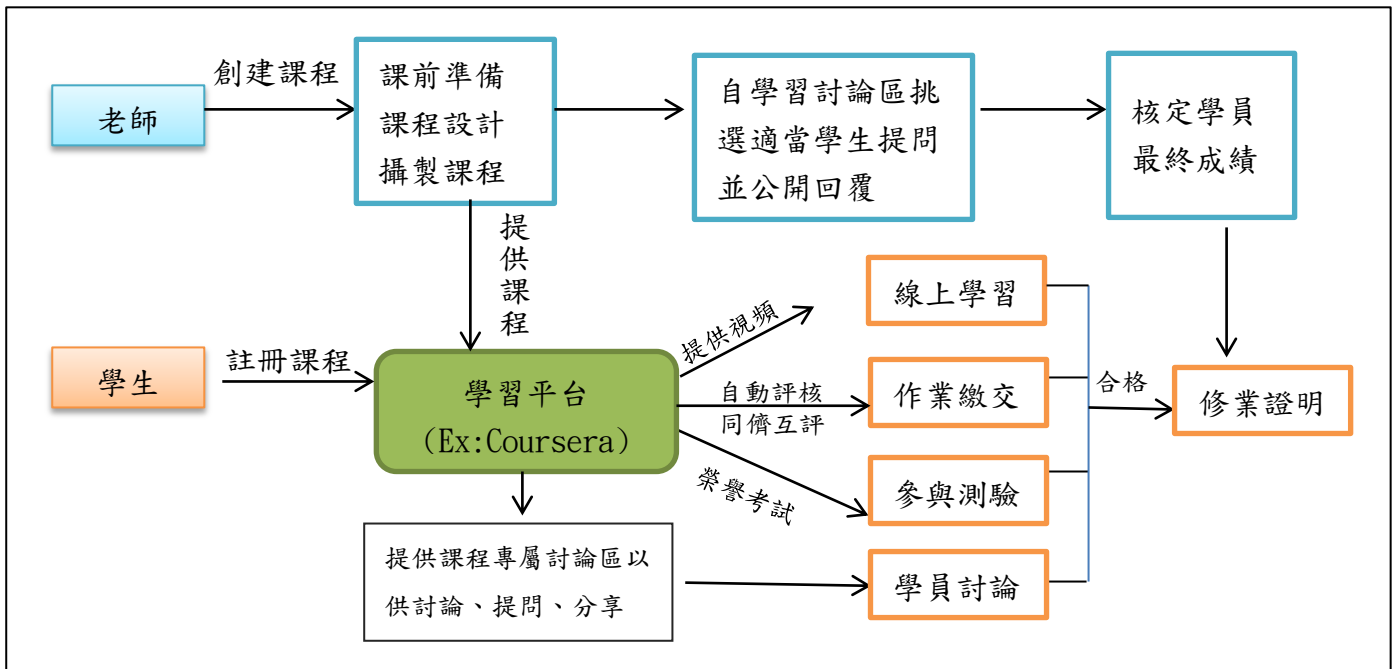 創建課程
老師
課前準備
課程設計
攝製課程
自學習討論區挑
選適當學生提問
並公開回覆
核定學員
最終成績
提供課程
線上學習
提供視頻
學生
註冊課程
學習平台
(Ex:Coursera)
自動評核
同儕互評
作業繳交
合格
修業證明
榮譽考試
參與測驗
提供課程專屬討論區以
供討論、提問、分享
學員討論